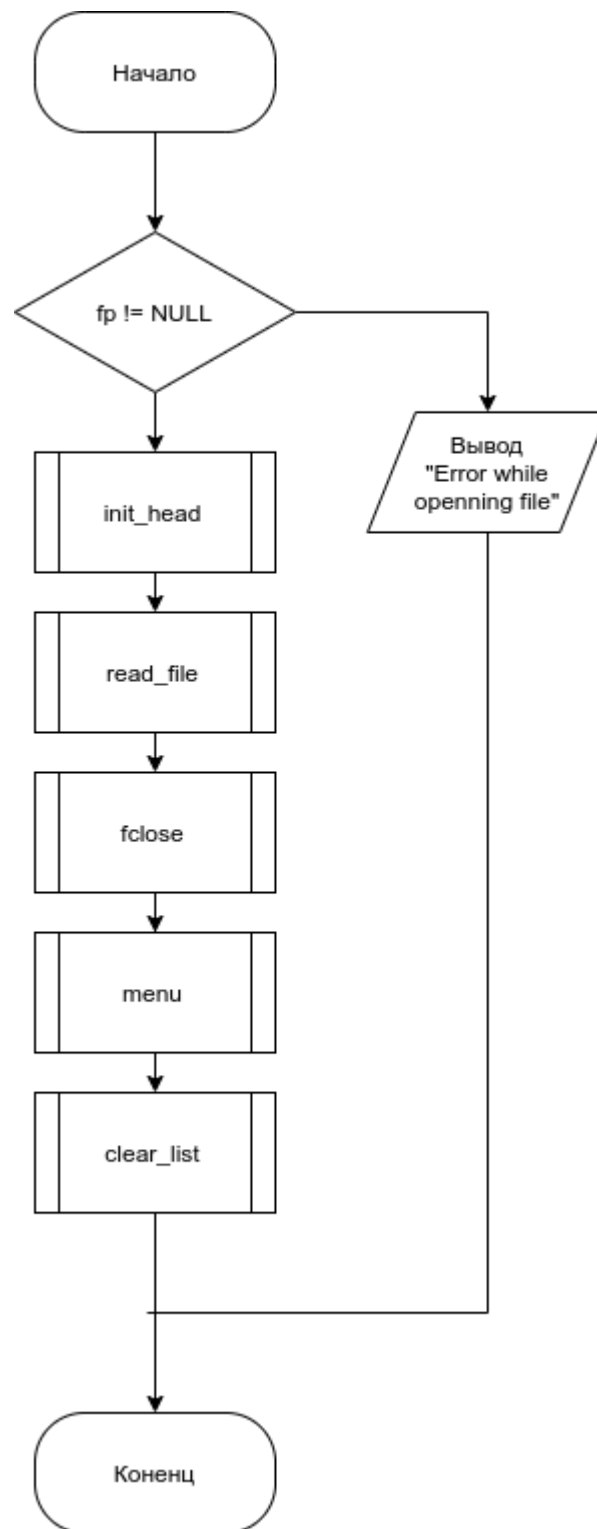 Начало
fp != NULL
Вывод
"Error while
openning file"
init_head
read_file
fclose
menu
clear_list
Коненц